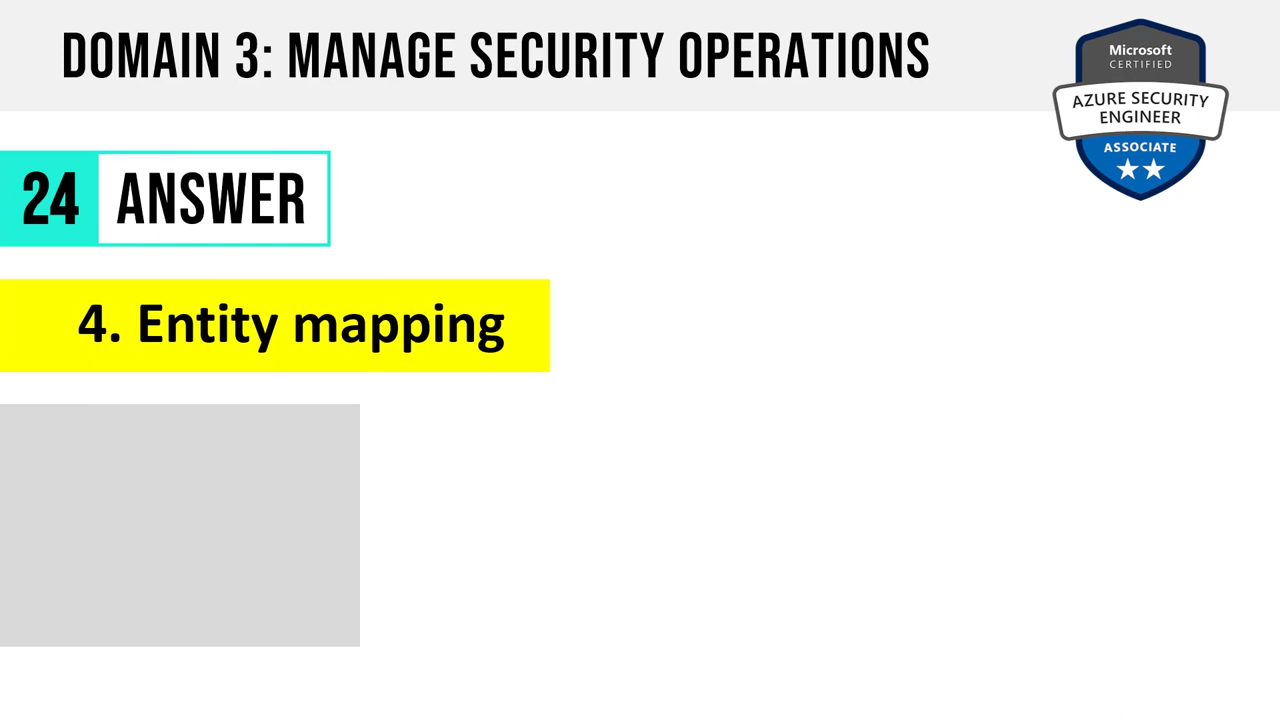 DOMAIN 3: MANAGE SECURITY OPERATIONS
Microsoft
CERTIFIED
AZURE SECURITY
ENGINEER
ASSOCIATE
24 ANSWER
4. Entity mapping